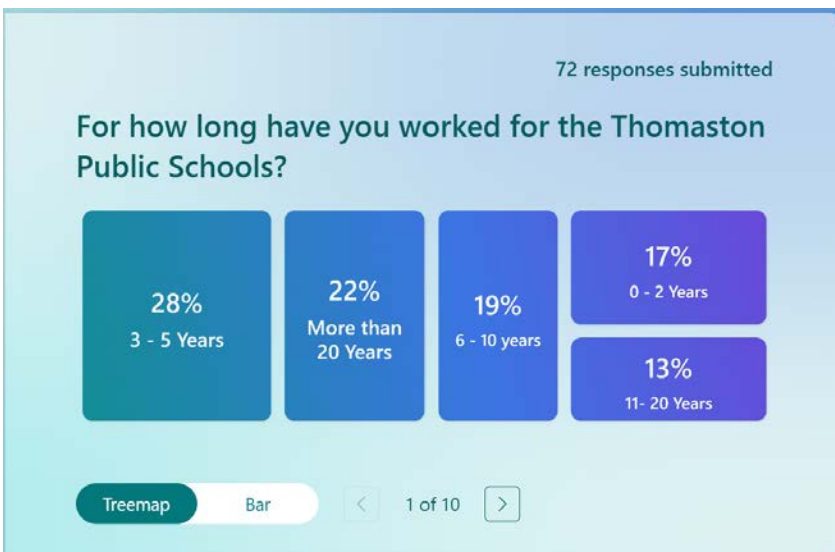 72 responses submitted
For how long have you worked for the Thomaston
Public Schools?
28%
3 - 5 Years
22%
More than
20 Years
19%
6 - 10 years
17%
0 - 2 Years
13%
11- 20 Years
Treemap
Bar
1 of 10